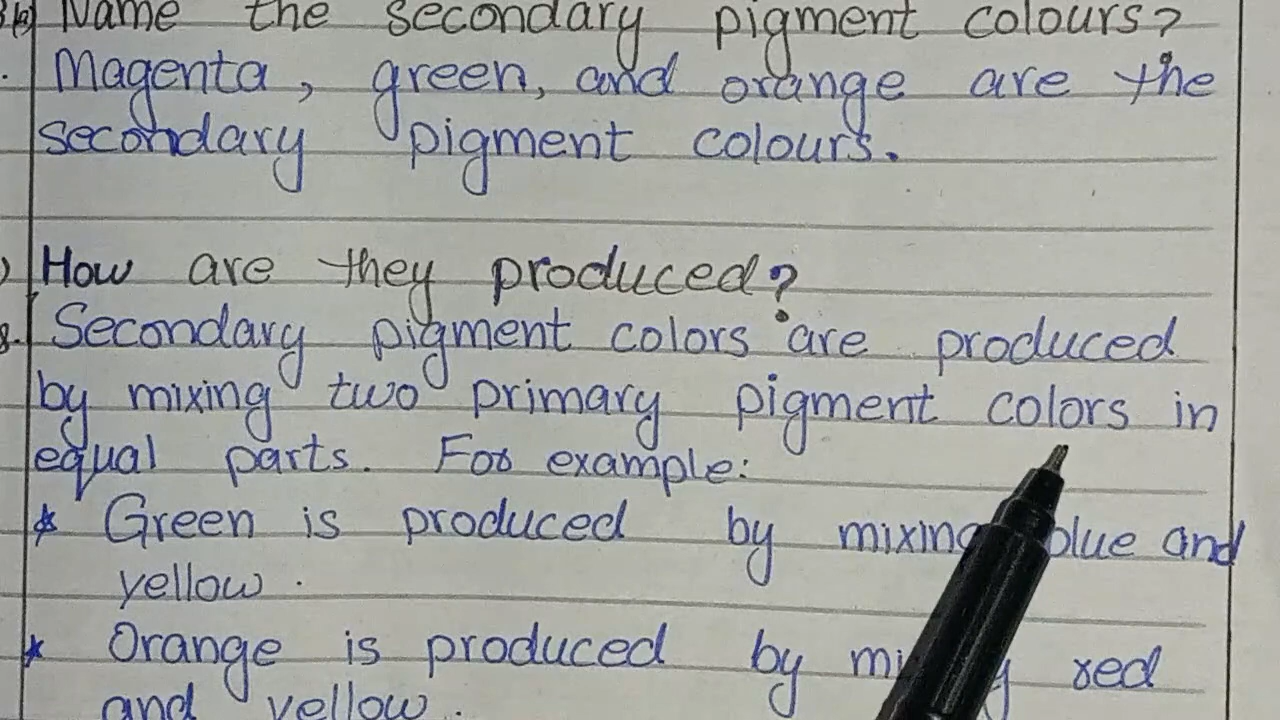 Name the secondary pigment colours?
Magenta, green, and orange are the
secondary pigment colours.
How are they produced?
Secondary pigment colors are produced
by mixing two primary pigment colors in
equal parts. For example:
* Green is produced by mixing blue and
yellow.
* Orange is produced by red
and yellow.